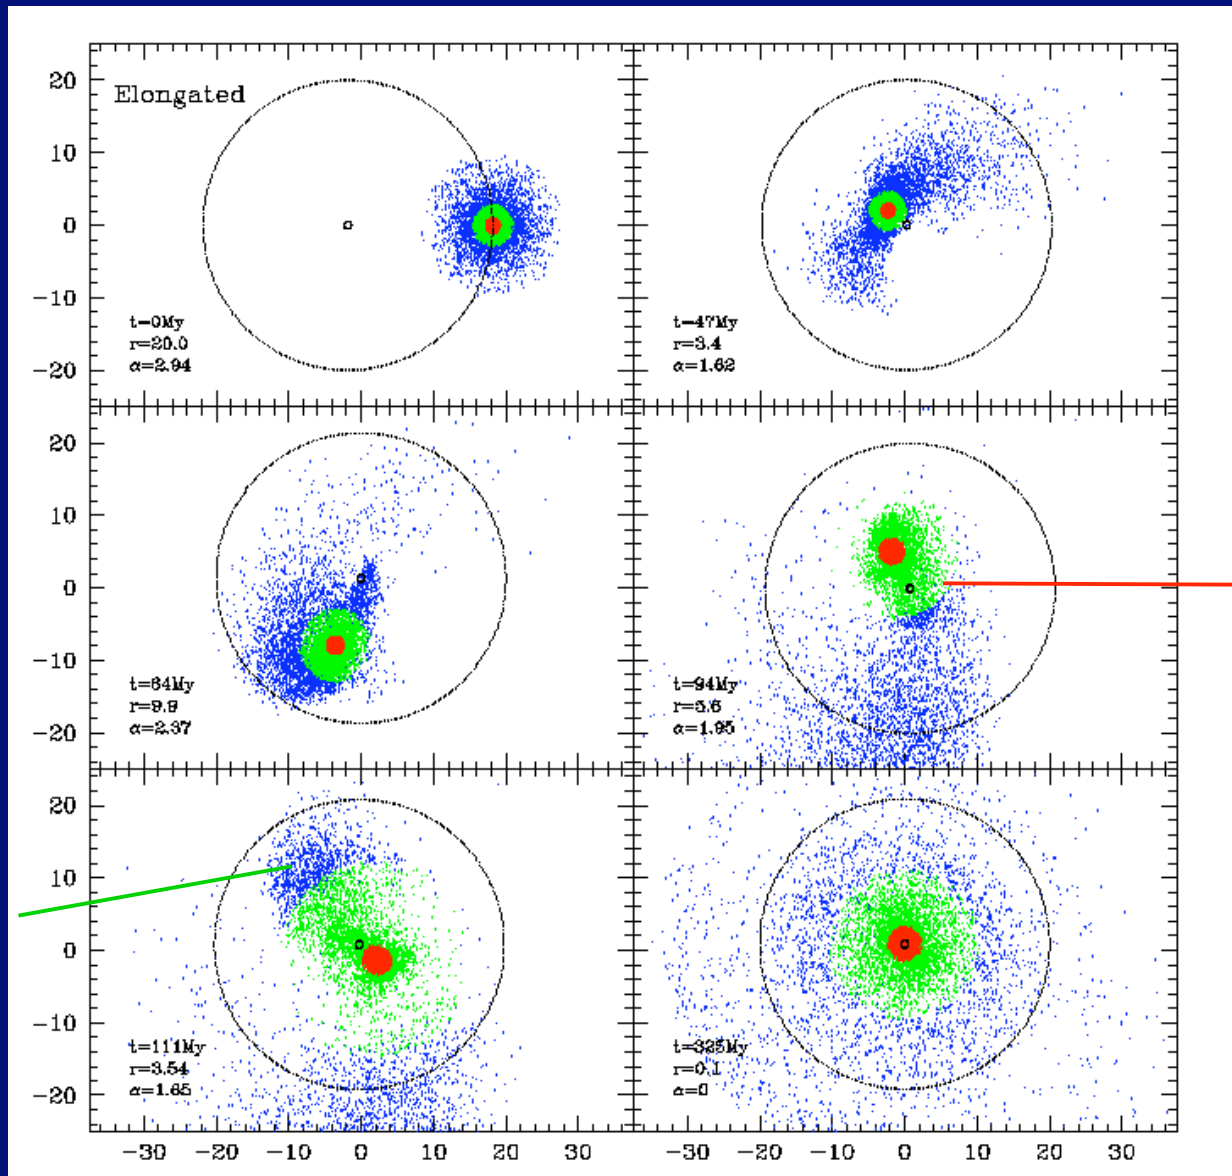 Elongated
20
10
0
−10
−20
t=0My
r=20.0
α=2.94
t=47My
r=3.4
α=1.62
20
10
0
−10
−20
t=64My
r=9.9
α=2.37
t=94My
r=5.6
α=1.95
20
10
0
−10
−20
t=111My
r=3.54
α=1.65
t=325My
r=0.1
α=0
−30 −20 −10 0 10 20 30 −30 −20 −10 0 10 20 30